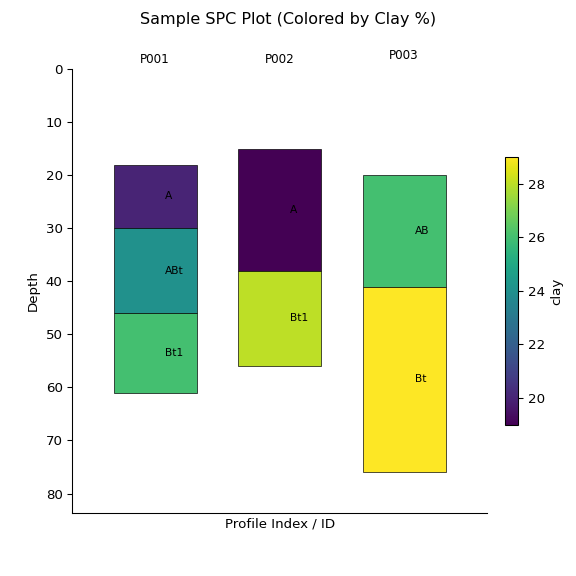 Sample SPC Plot (Colored by Clay %)
P001 P002 P003
0
10
20
30
40
50
60
70
80
Depth
A
ABt
Bt1
A
Bt1
AB
Bt
28
26
24
22
20
clay
Profile Index / ID